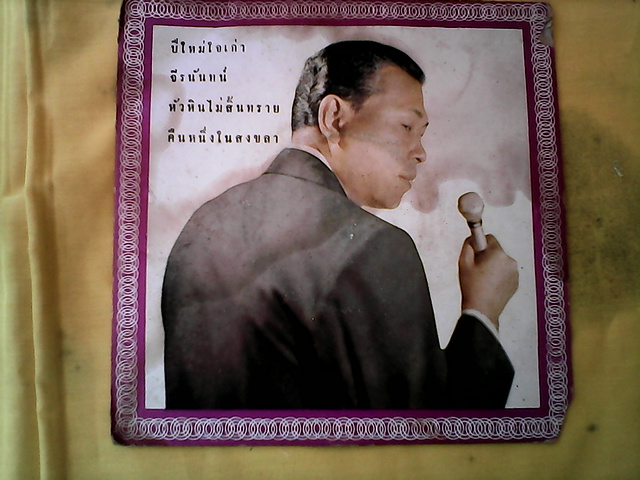 ปีใหม่ใจเก่า
จีรนันทน์
หัวหินไม่สิ้นทราย
คืนหนึ่งในสงขลา